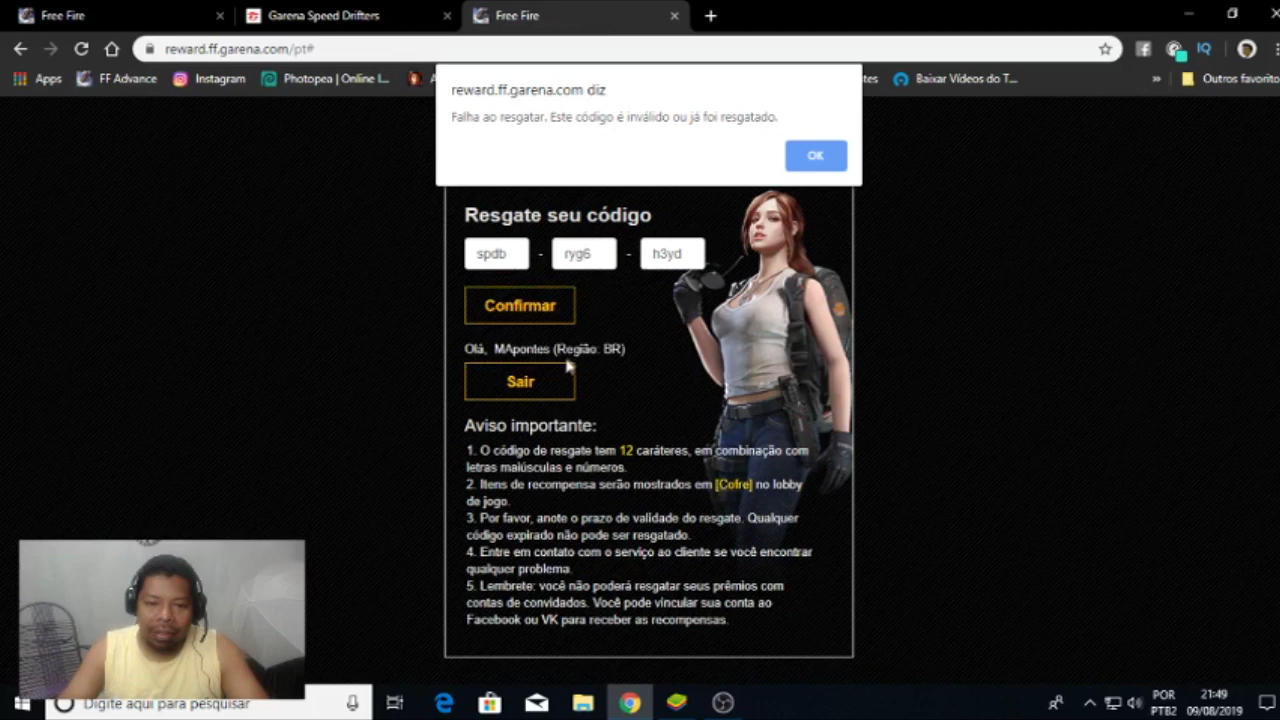 Free Fire
Garena Speed Drifters
Free Fire
reward.ff.garena.com/pt#
Apps
FF Advance
Instagram
Photopea | Online I...
Baixar Vídeos do T...
Outros favorito
reward.ff.garena.com diz
Falha ao resgatar. Este código é inválido ou já foi resgatado.
OK
Resgate seu código
spdb - ryg6 - h3yd
Confirmar
Olá, MApontes (Região: BR)
Sair
Aviso importante:
1. O código de resgate tem 12 caráteres, em combinação com
letras maiúsculas e números.
2. Itens de recompensa serão mostrados em [Cofre] no lobby
de jogo.
3. Por favor, anote o prazo de validade do resgate. Qualquer
código expirado não pode ser resgatado.
4. Entre em contato com o serviço ao cliente se você encontrar
qualquer problema.
5. Lembrete: você não poderá resgatar seus prêmios com
contas de convidados. Você pode vincular sua conta ao
Facebook ou VK para receber as recompensas.
Digite aqui para pesquisar
POR
PTB2
21:49
09/08/2019